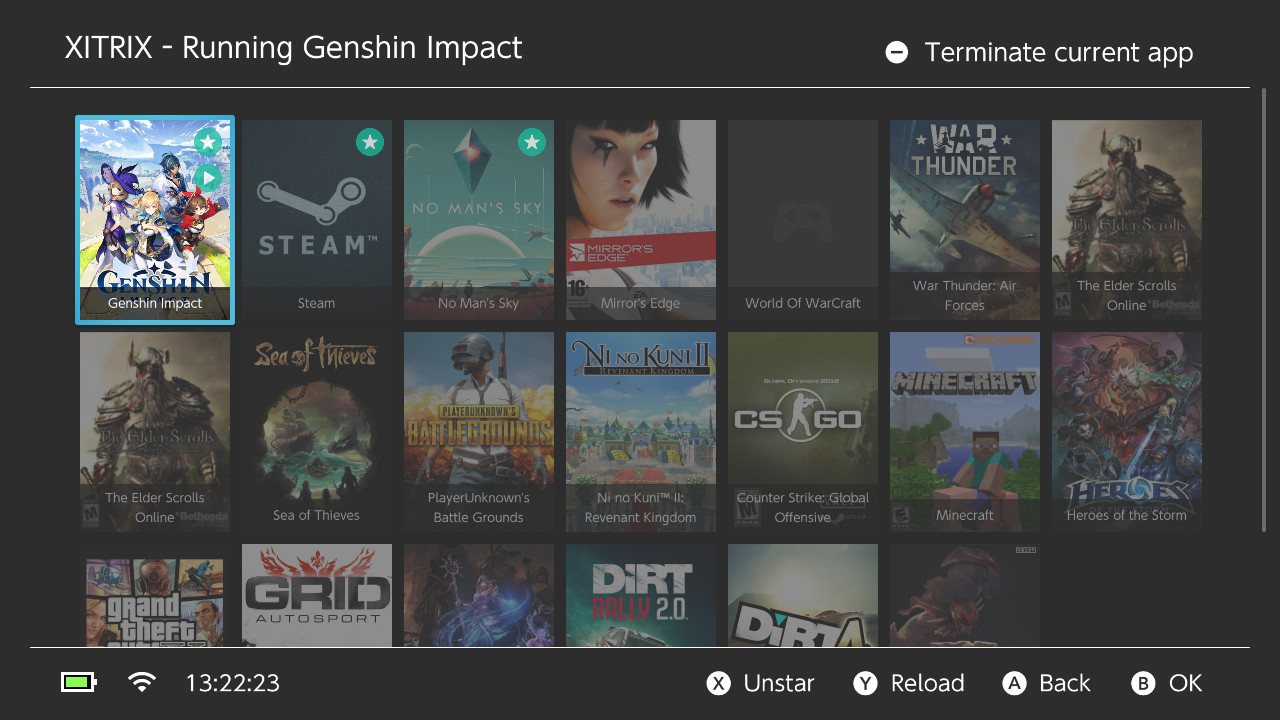 XITRIX - Running Genshin Impact
Terminate current app
GENSHIN
Genshin Impact
STEAM™
Steam
NO MAN'S SKY
No Man's Sky
MIRROR'S
EDGE
16
Mirror's Edge
World Of WarCraft
WAR
THUNDER
War Thunder: Air
Forces
The Elder Scrolls
M
The Elder Scrolls
Online
Bethesda
The Elder Scrolls
M
The Elder Scrolls
Online
Bethesda
Sea of Thieves
Sea of Thieves
PLAYERUNKNOWN'S
BATTLEGROUNDS
PlayerUnknown's
Battle Grounds
NI NO KUNI II
REVENANT KINGDOM
Ni no Kuni™ II:
Revenant Kingdom
GLOBAL OFFENSIVE 2012
CS GO
M
Counter Strike: Global
Offensive
MINECRAFT
E
Minecraft
HEROES
Heroes of the Storm
grand
theft
GRID
AUTOSPORT
DiRT
RALLY 2.0
DiRT4
VALVE
13:22:23
X Unstar
Y Reload
A Back
B OK